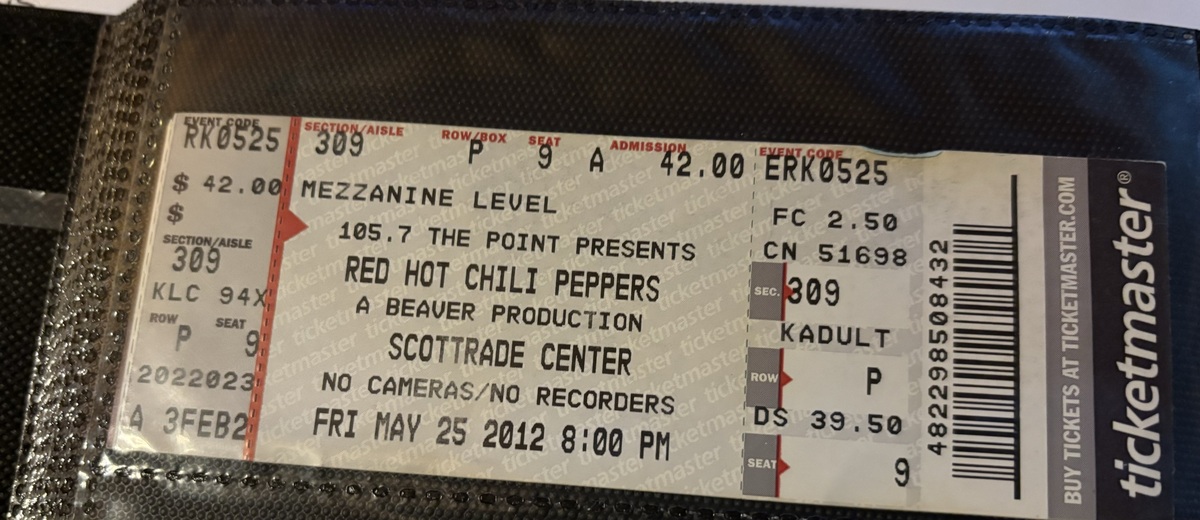 EVENT CODE
RK0525
$ 42.00
$
SECTION/AISLE
309
KLC 94X
ROW SEAT
P 9
2022023
A 3FEB2
SECTION/AISLE ROW/BOX SEAT ADMISSION
309 P 9 A 42.00
MEZZANINE LEVEL
105.7 THE POINT PRESENTS
RED HOT CHILI PEPPERS
A BEAVER PRODUCTION
SCOTTRADE CENTER
NO CAMERAS/NO RECORDERS
FRI MAY 25 2012 8:00 PM
EVENT CODE
ERK0525
FC 2.50
CN 51698
SEC. 309
KADULT
ROW P
DS 39.50
SEAT 9
482229850​8432
BUY TICKETS AT TICKETMASTER.COM
ticketmaster®